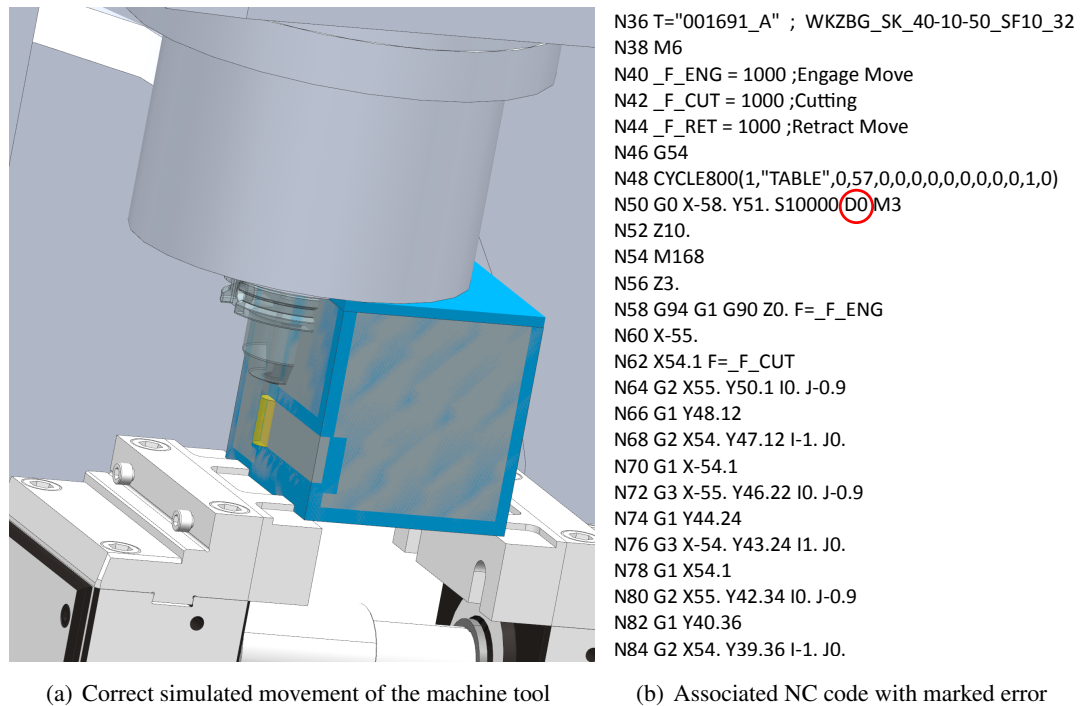 N36 T="001691_A" ; WKZBG_SK_40-10-50_SF10_32
N38 M6
N40 _F_ENG = 1000 ;Engage Move
N42 _F_CUT = 1000 ;Cutting
N44 _F_RET = 1000 ;Retract Move
N46 G54
N48 CYCLE800(1,"TABLE",0,57,0,0,0,0,0,0,0,0,0,1,0)
N50 G0 X-58. Y51. S10000 D0 M3
N52 Z10.
N54 M168
N56 Z3.
N58 G94 G1 G90 Z0. F=_F_ENG
N60 X-55.
N62 X54.1 F=_F_CUT
N64 G2 X55. Y50.1 I0. J-0.9
N66 G1 Y48.12
N68 G2 X54. Y47.12 I-1. J0.
N70 G1 X-54.1
N72 G3 X-55. Y46.22 I0. J-0.9
N74 G1 Y44.24
N76 G3 X-54. Y43.24 I1. J0.
N78 G1 X54.1
N80 G2 X55. Y42.34 I0. J-0.9
N82 G1 Y40.36
N84 G2 X54. Y39.36 I-1. J0.
(a) Correct simulated movement of the machine tool
(b) Associated NC code with marked error